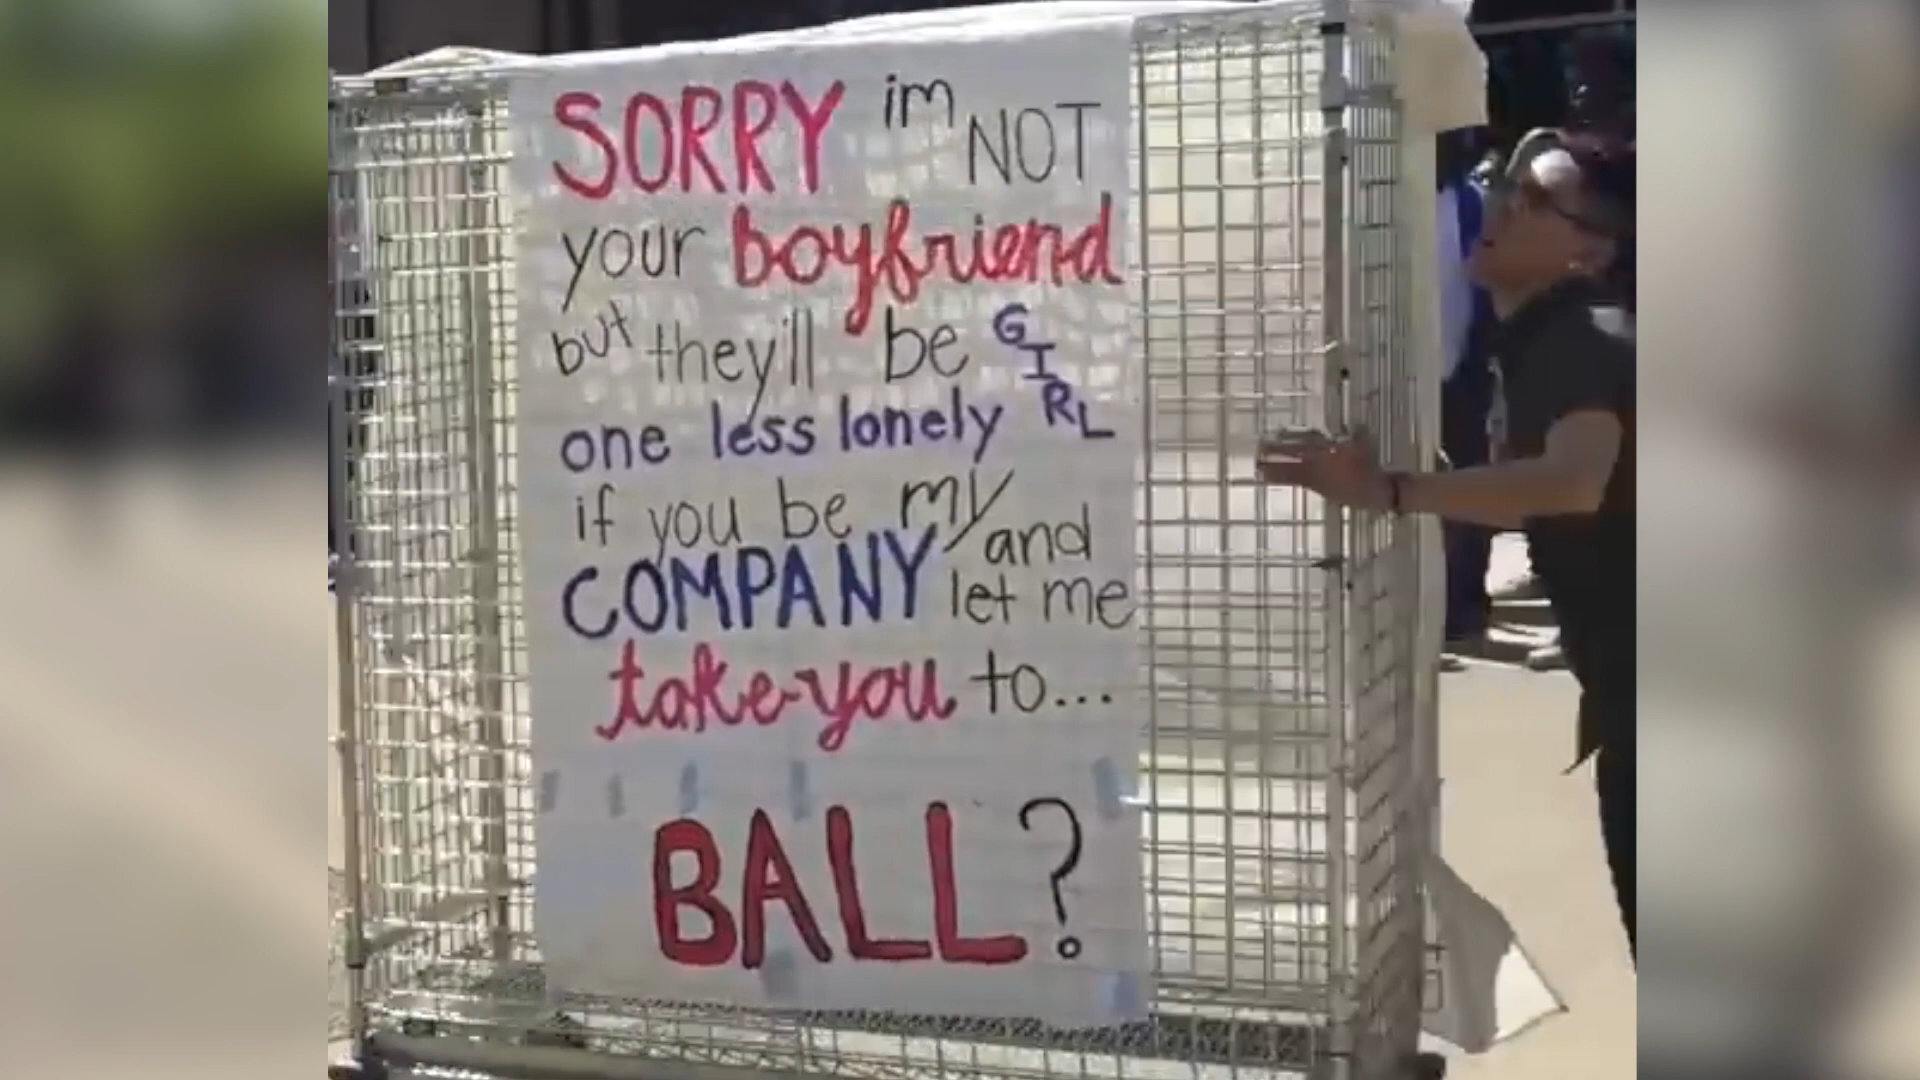 SORRY im NOT
your boyfriend
but they'll be GIRL
one less lonely
if you be my
COMPANY and let me
take you to...
BALL?